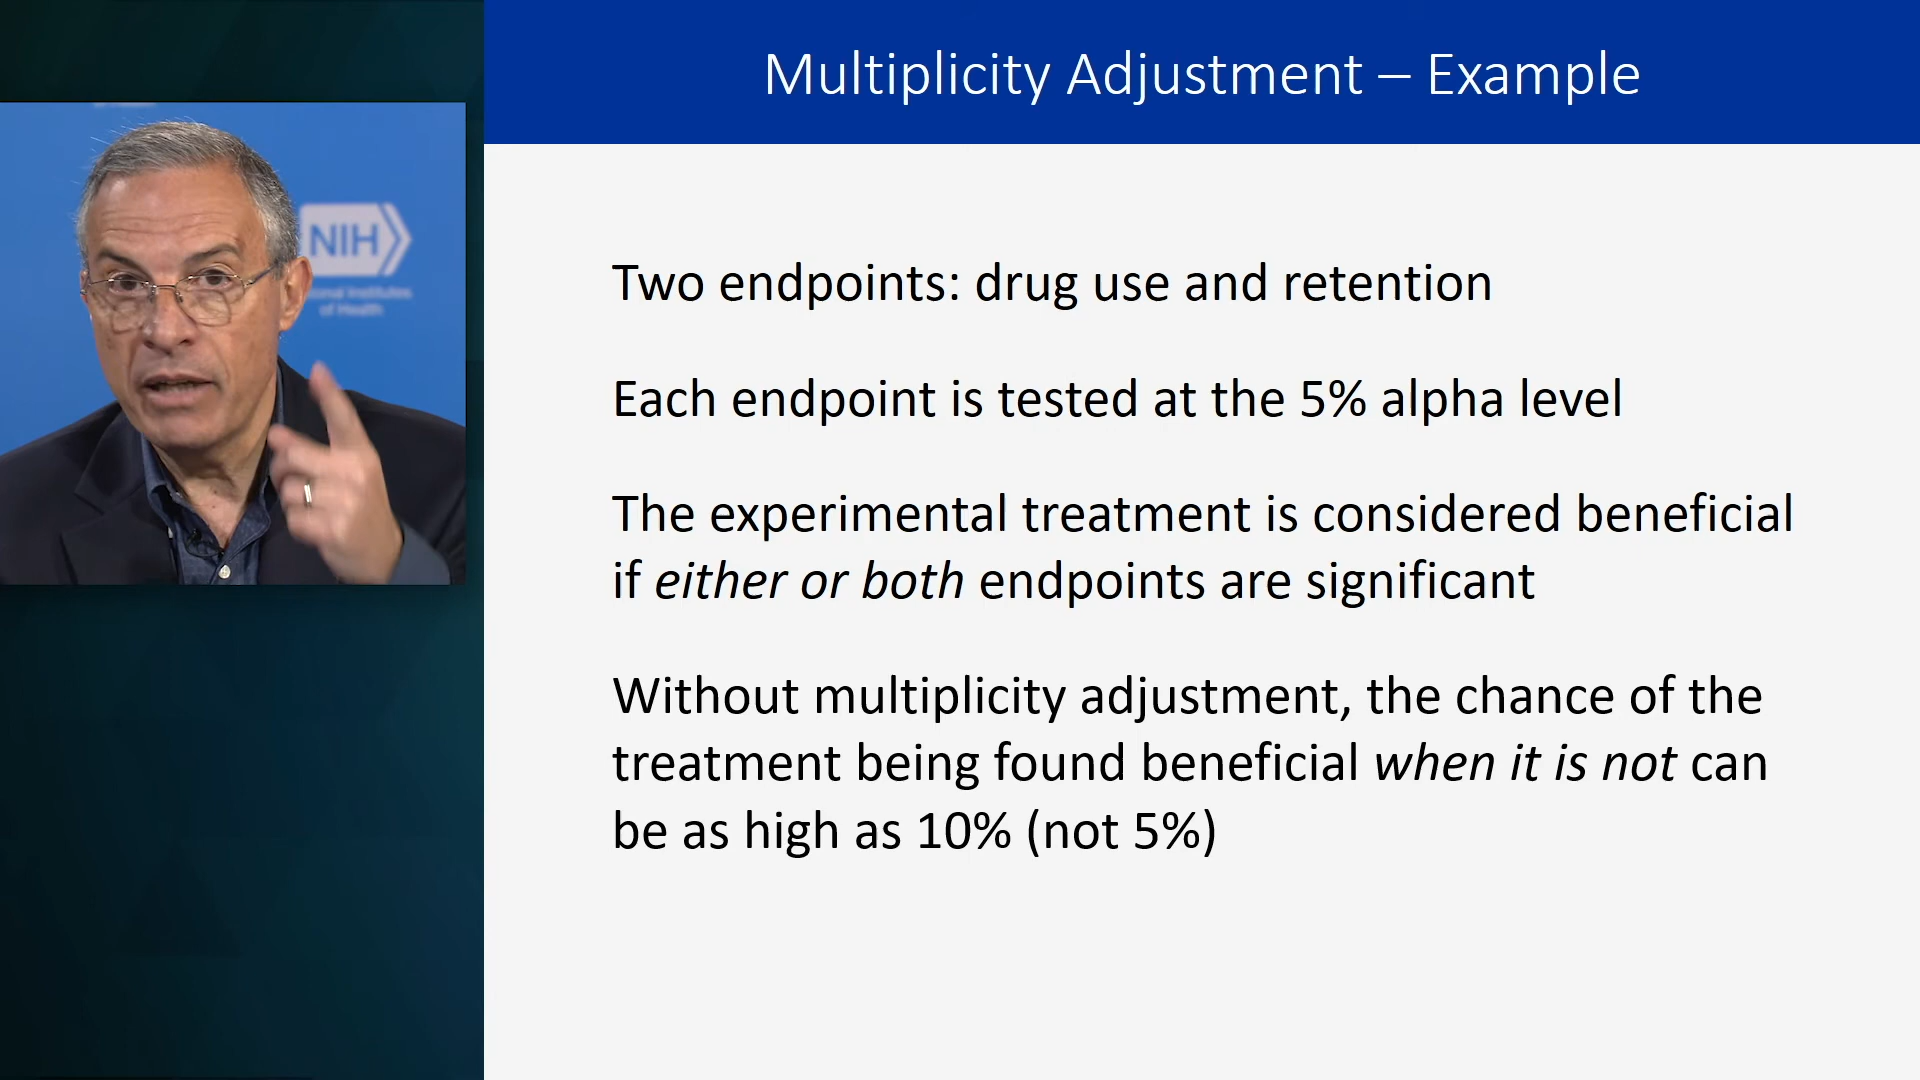 Multiplicity Adjustment – Example
NIH
of Health
Two endpoints: drug use and retention
Each endpoint is tested at the 5% alpha level
The experimental treatment is considered beneficial
if either or both endpoints are significant
Without multiplicity adjustment, the chance of the
treatment being found beneficial when it is not can
be as high as 10% (not 5%)